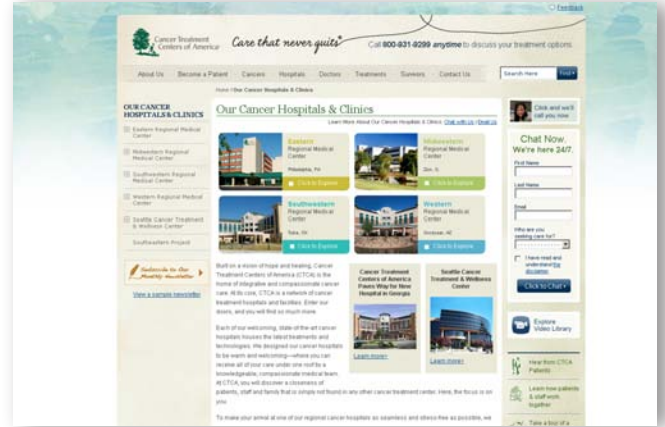 Feedback
Cancer Treatment
Centers of America
Care that never quits
Call 800-931-9299 anytime to discuss your treatment options
About Us Become a Patient Cancers Hospitals Doctors Treatments Survivors Contact Us
Search Here Find
Home / Our Cancer Hospitals & Clinics
OUR CANCER
HOSPITALS & CLINICS
Eastern Regional Medical
Center
Midwestern Regional
Medical Center
Southwestern Regional
Medical Center
Western Regional Medical
Center
Seattle Cancer Treatment
& Wellness Center
Southeastern Project
Subscribe to Our
Monthly Newsletter
View a sample newsletter
Our Cancer Hospitals & Clinics
Learn More About Our Cancer Hospitals & Clinics: Chat with Us / Email Us
Eastern
Regional Medical
Center
Philadelphia, PA
Click to Explore
Midwestern
Regional Medical
Center
Zion, IL
Click to Explore
Southwestern
Regional Medical
Center
Tulsa, OK
Click to Explore
Western
Regional Medical
Center
Goodyear, AZ
Click to Explore
Built on a vision of hope and healing, Cancer
Treatment Centers of America (CTCA) is the
home of integrative and compassionate cancer
care. At its core, CTCA is a network of cancer
treatment hospitals and facilities. Enter our
doors, and you will find so much more.
Each of our welcoming, state-of-the-art cancer
hospitals houses the latest treatments and
technologies. We designed our cancer hospitals
to be warm and welcoming—where you can
receive all of your care under one roof to a
knowledgeable, compassionate medical team.
At CTCA, you will discover a closeness of
patients, staff and family that is simply not found in any other cancer treatment center. Here, the focus is on
you.
To make your arrival at one of our regional cancer hospitals as seamless and stress-free as possible, we
Cancer Treatment
Centers of America
Paves Way for New
Hospital in Georgia
Learn more>
Seattle Cancer
Treatment & Wellness
Center
Learn more>
Click and we'll
call you now
Chat Now.
We're here 24/7.
First Name
Last Name
Email
Who are you
seeking care for?
I have read and
understand the
disclaimer
Click to Chat
Explore
Video Library
Hear from CTCA
Patients
Learn how patients
& staff work
together
Take a tour of a